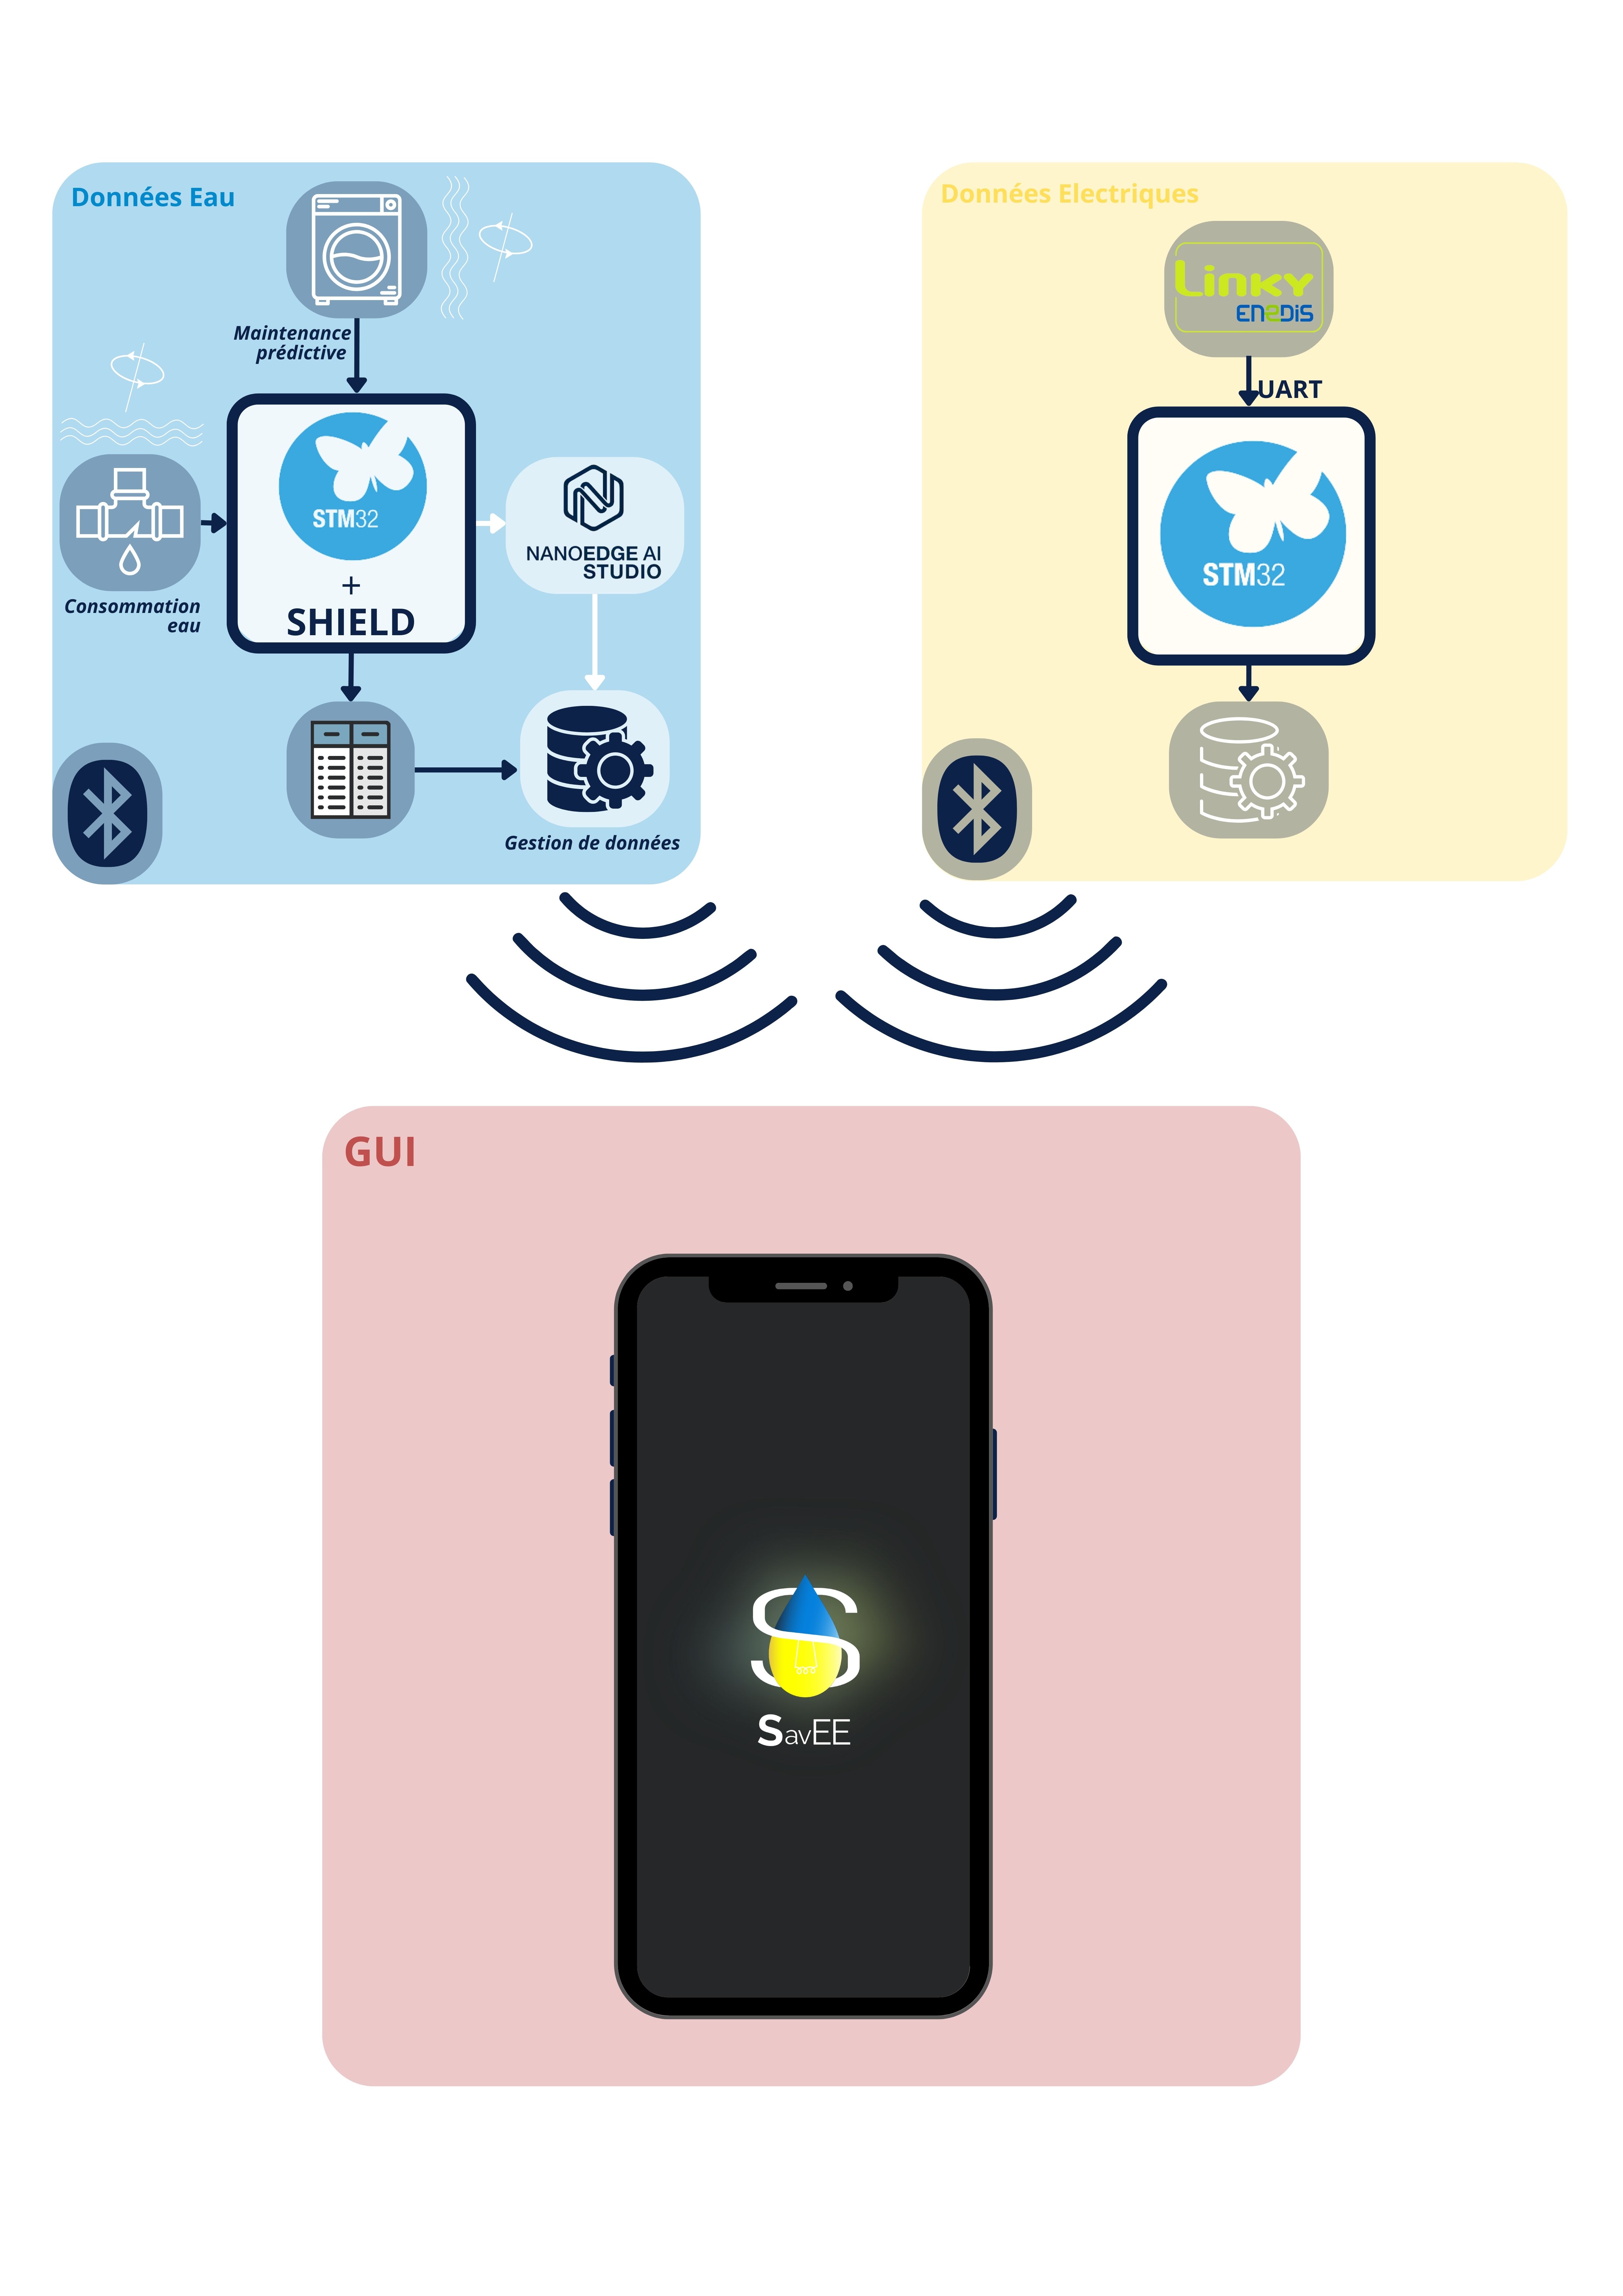 Données Eau
Maintenance
prédictive
STM32
+
SHIELD
NANOEDGE AI
STUDIO
Consommation
eau
Gestion de données
Données Electriques
Linky
ENEDIS
UART
STM32
GUI
SavEE